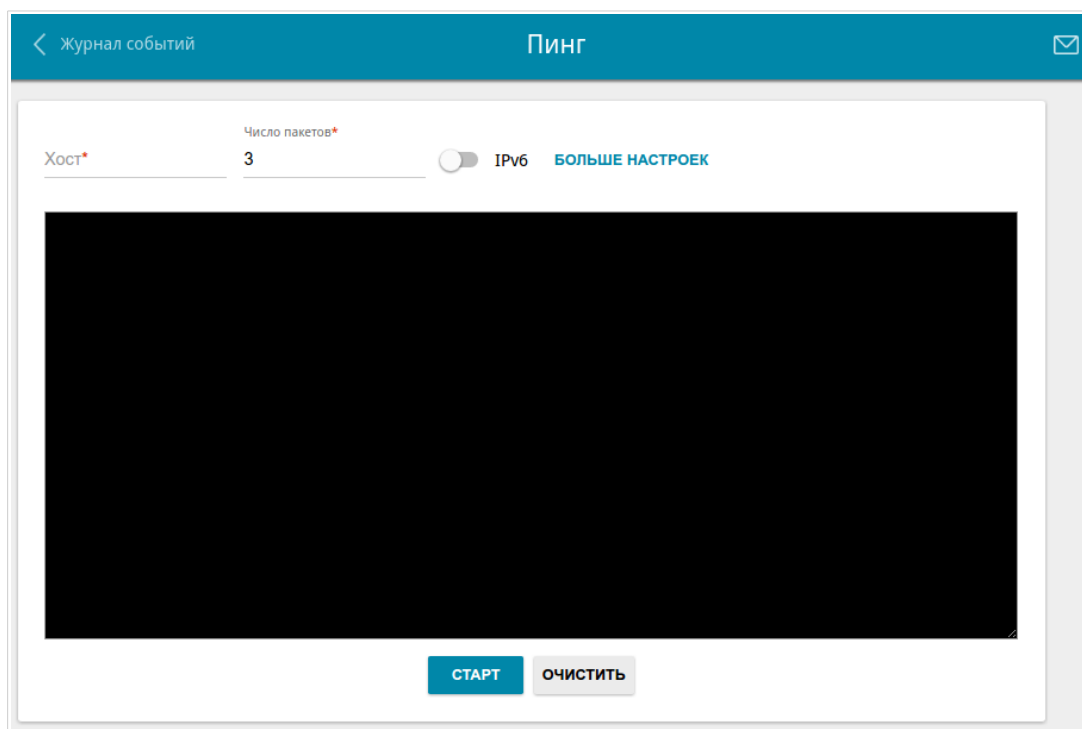 Журнал событий
Пинг
Число пакетов*
Хост*
3
IPv6
БОЛЬШЕ НАСТРОЕК
СТАРТ
ОЧИСТИТЬ